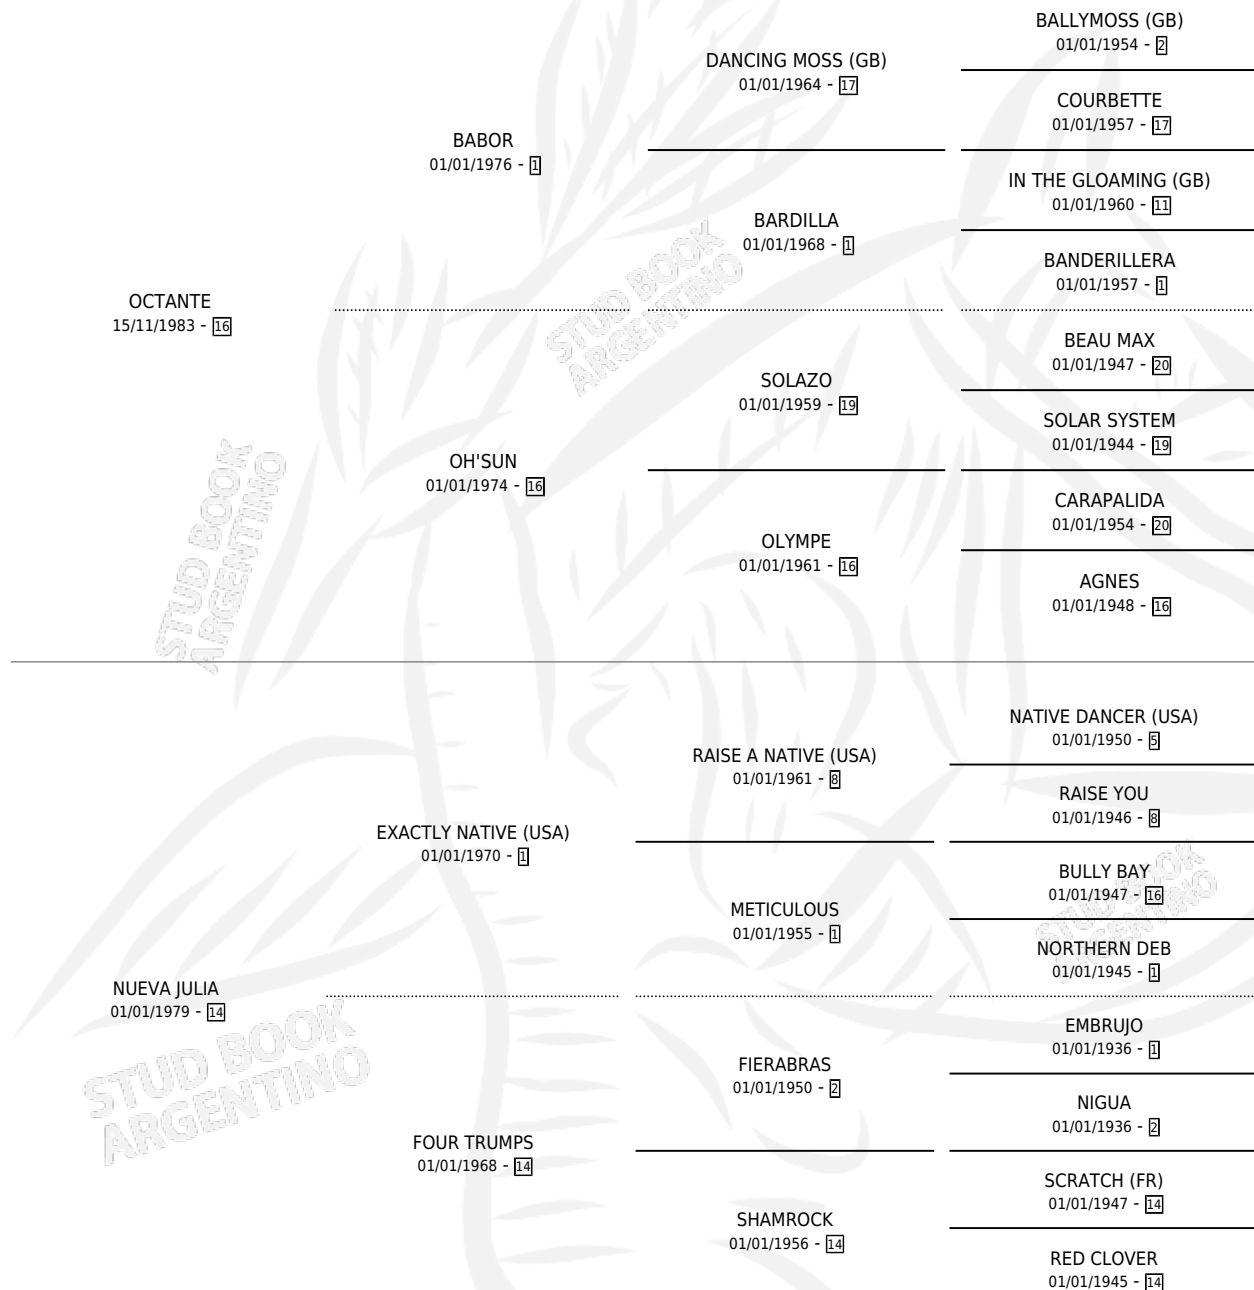 BALLYMOSS (GB)
01/01/1954 - 2
DANCING MOSS (GB)
01/01/1964 - 17
COURBETTE
01/01/1957 - 17
BABOR
01/01/1976 - 1
IN THE GLOAMING (GB)
01/01/1960 - 11
BARDILLA
01/01/1968 - 1
BANDERILLERA
01/01/1957 - 1
OCTANTE
15/11/1983 - 16
BEAU MAX
01/01/1947 - 20
SOLAZO
01/01/1959 - 19
SOLAR SYSTEM
01/01/1944 - 19
OH'SUN
01/01/1974 - 16
CARAPALIDA
01/01/1954 - 20
OLYMPE
01/01/1961 - 16
AGNES
01/01/1948 - 16
STUD BOOK
ARGENTINO
STUD BOOK
ARGENTINO
NATIVE DANCER (USA)
01/01/1950 - 5
RAISE A NATIVE (USA)
01/01/1961 - 8
RAISE YOU
01/01/1946 - 8
EXACTLY NATIVE (USA)
01/01/1970 - 1
BULLY BAY
01/01/1947 - 16
METICULOUS
01/01/1955 - 1
NORTHERN DEB
01/01/1945 - 1
NUEVA JULIA
01/01/1979 - 14
EMBRUJO
01/01/1936 - 1
FIERABRAS
01/01/1950 - 2
NIGUA
01/01/1936 - 2
FOUR TRUMPS
01/01/1968 - 14
SCRATCH (FR)
01/01/1947 - 14
SHAMROCK
01/01/1956 - 14
RED CLOVER
01/01/1945 - 14
STUD BOOK
ARGENTINO
STUD BOOK
ARGENTINO